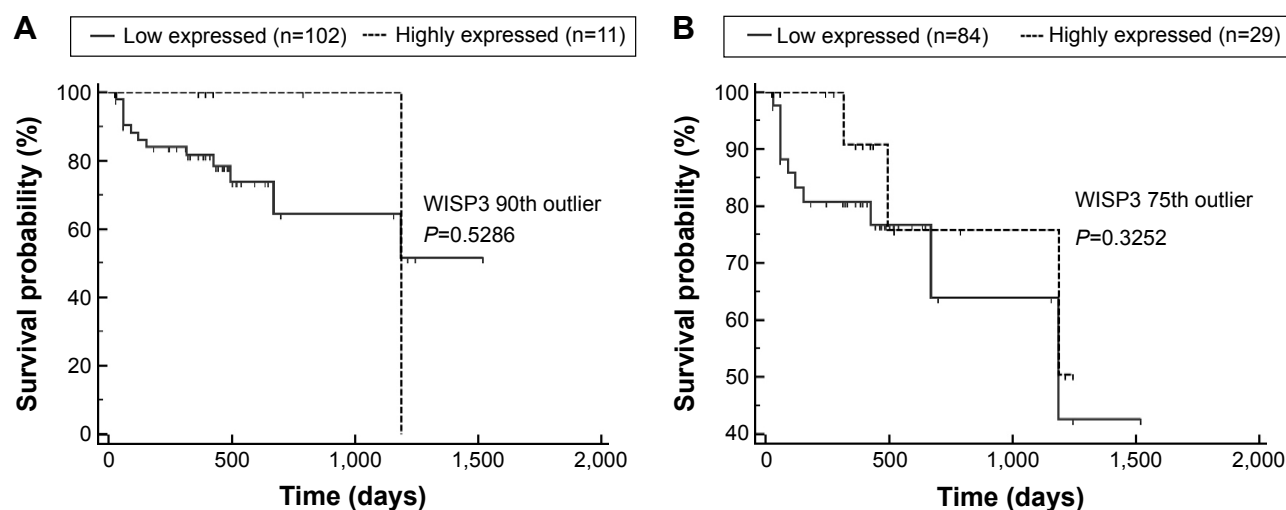 A
Low expressed (n=102) Highly expressed (n=11)
Survival probability (%)
100
80
60
40
20
0
WISP3 90th outlier
P=0.5286
0 500 1,000 1,500 2,000
Time (days)
B
Low expressed (n=84) Highly expressed (n=29)
Survival probability (%)
100
90
80
70
60
50
40
WISP3 75th outlier
P=0.3252
0 500 1,000 1,500 2,000
Time (days)